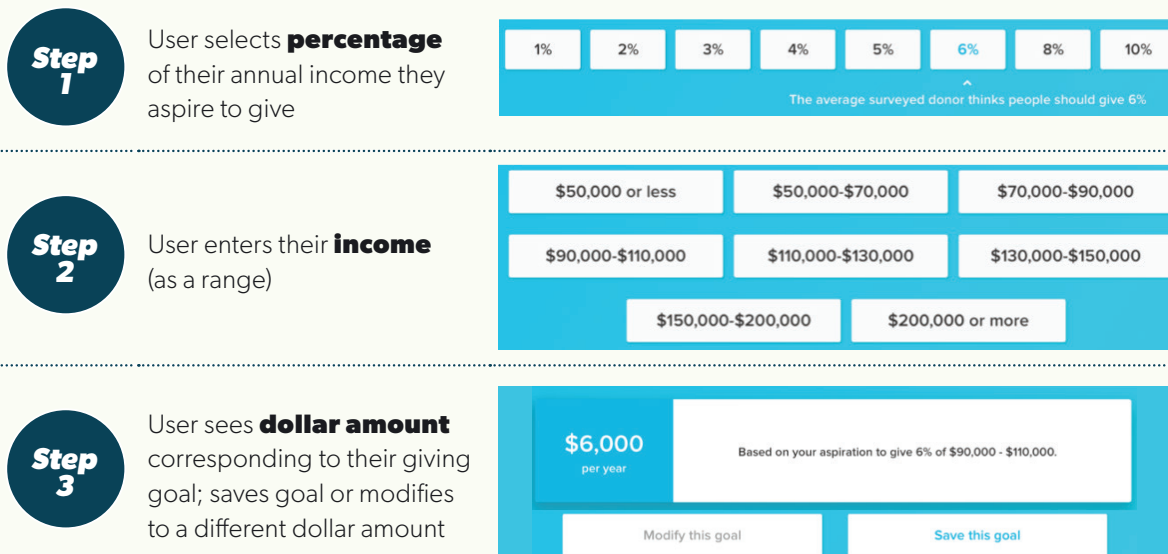 Step
1
User selects percentage
of their annual income they
aspire to give
1% 2% 3% 4% 5% 6% 8% 10%
The average surveyed donor thinks people should give 6%
Step
2
User enters their income
(as a range)
$50,000 or less $50,000-$70,000 $70,000-$90,000
$90,000-$110,000 $110,000-$130,000 $130,000-$150,000
$150,000-$200,000 $200,000 or more
Step
3
User sees dollar amount
corresponding to their giving
goal; saves goal or modifies
to a different dollar amount
$6,000
per year
Based on your aspiration to give 6% of $90,000 - $110,000.
Modify this goal Save this goal